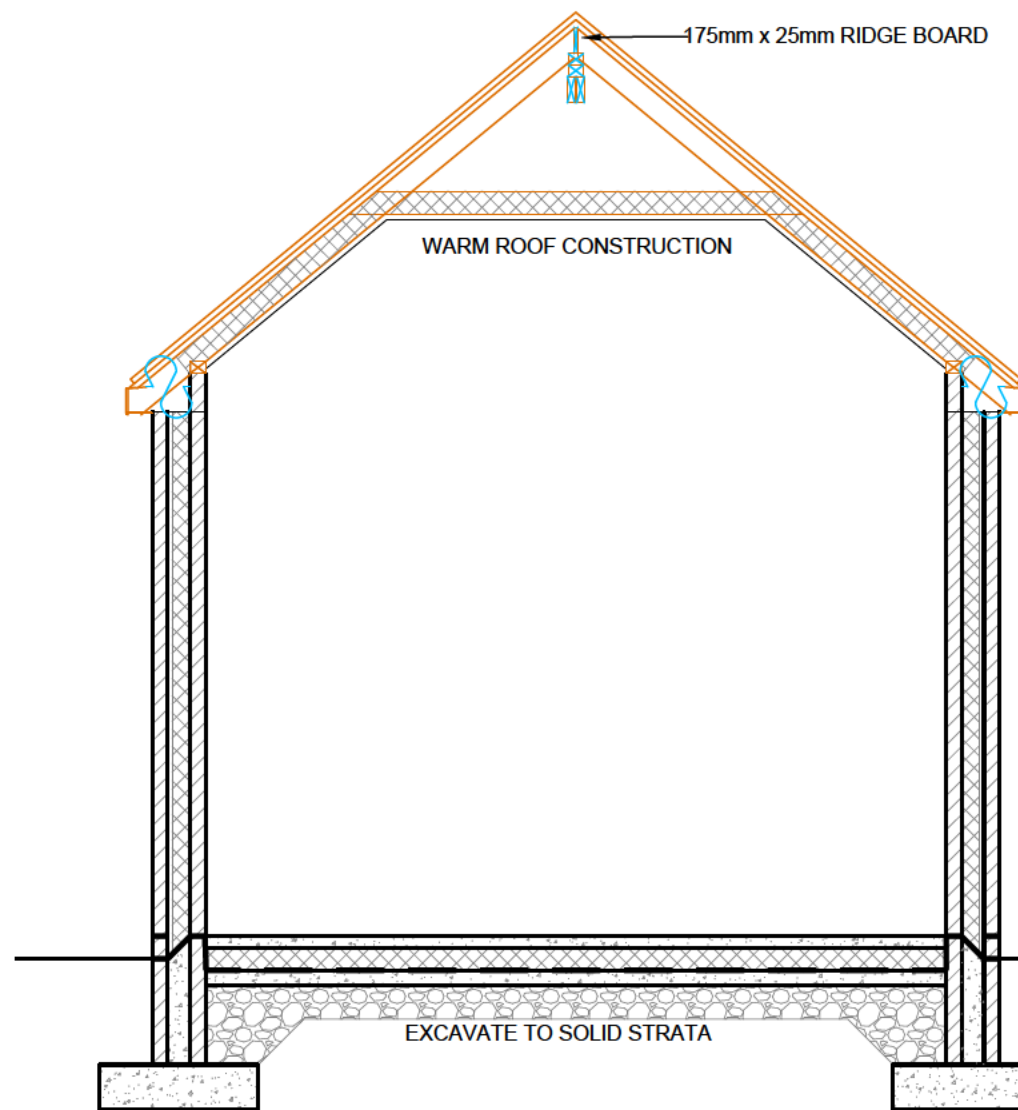 175mm x 25mm RIDGE BOARD
WARM ROOF CONSTRUCTION
EXCAVATE TO SOLID STRATA